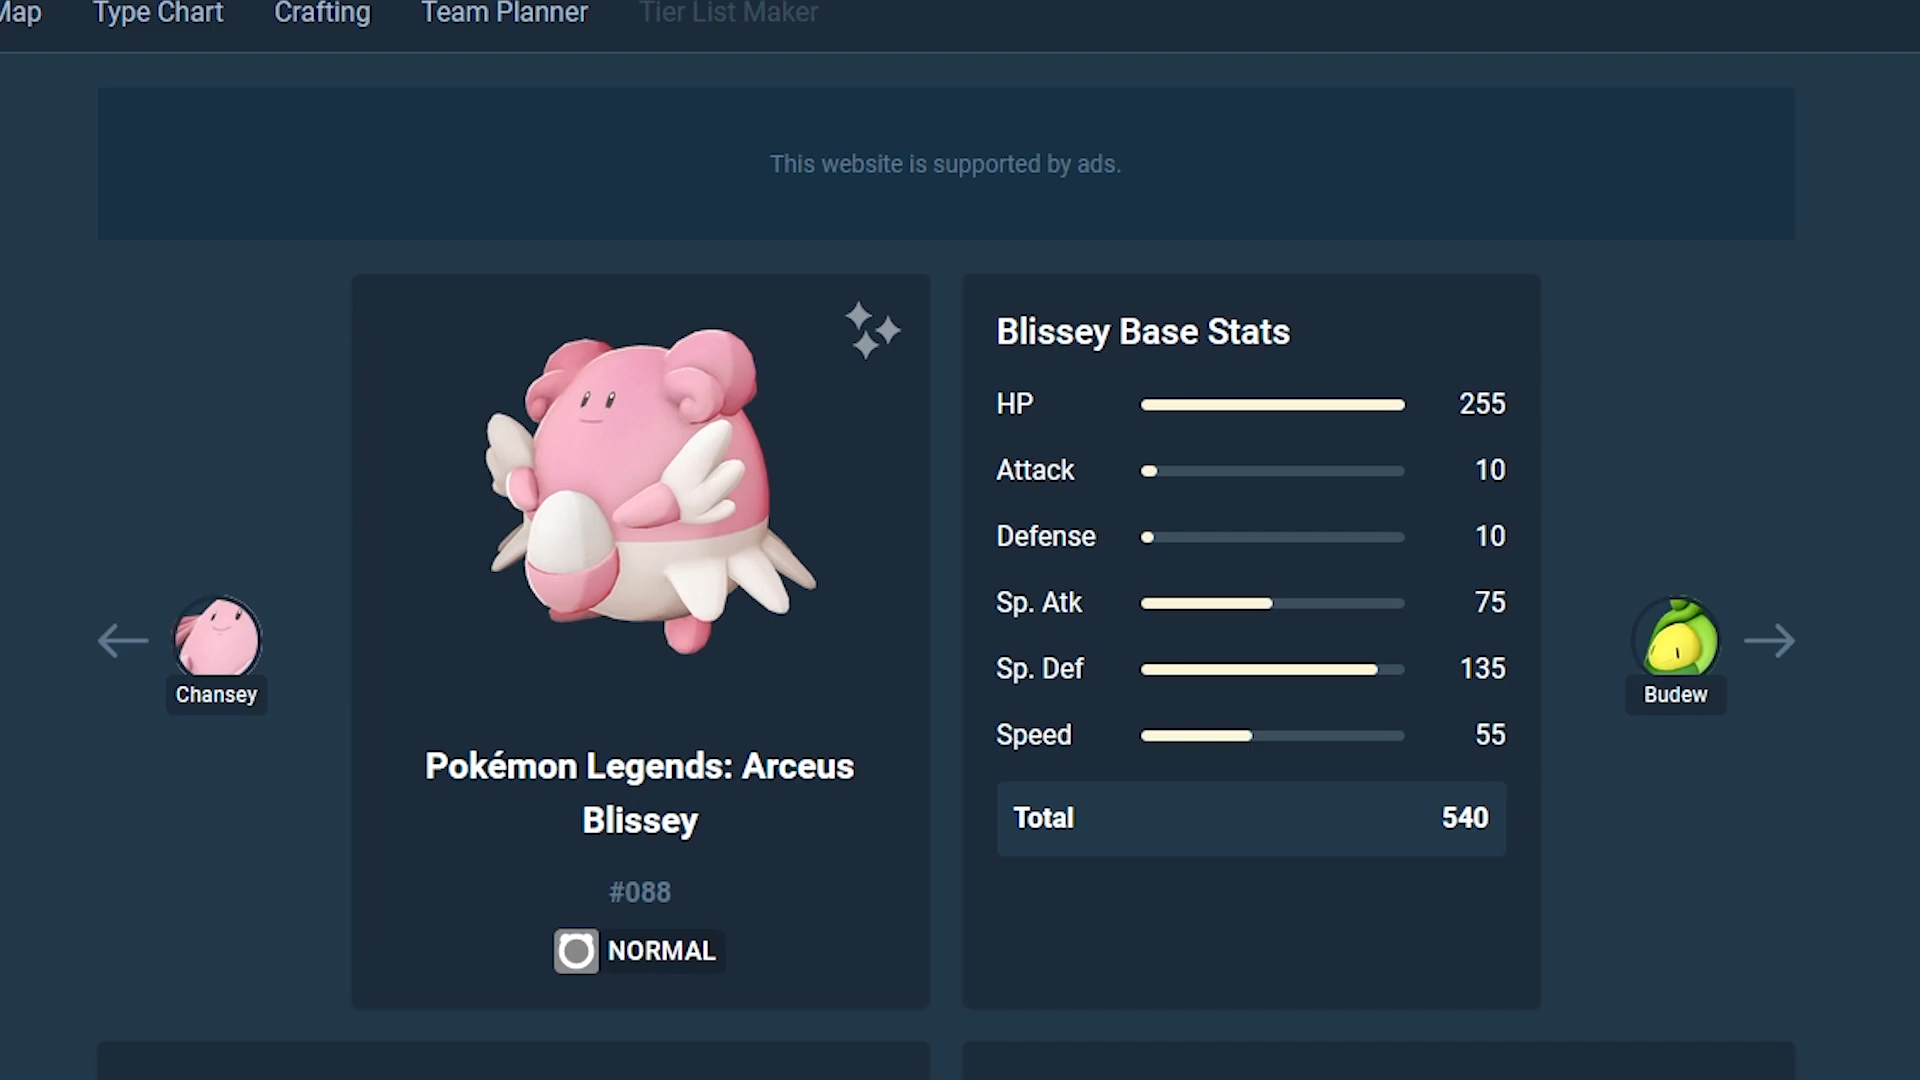 Map Type Chart Crafting Team Planner Tier List Maker
This website is supported by ads.
Blissey Base Stats
HP 255
Attack 10
Defense 10
Sp. Atk 75
Sp. Def 135
Speed 55
Total 540
Chansey
Budew
Pokémon Legends: Arceus
Blissey
#088
NORMAL